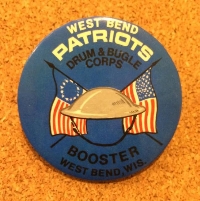 WEST BEND
PATRIOTS
DRUM & BUGLE
CORPS
BOOSTER
WEST BEND, WIS.